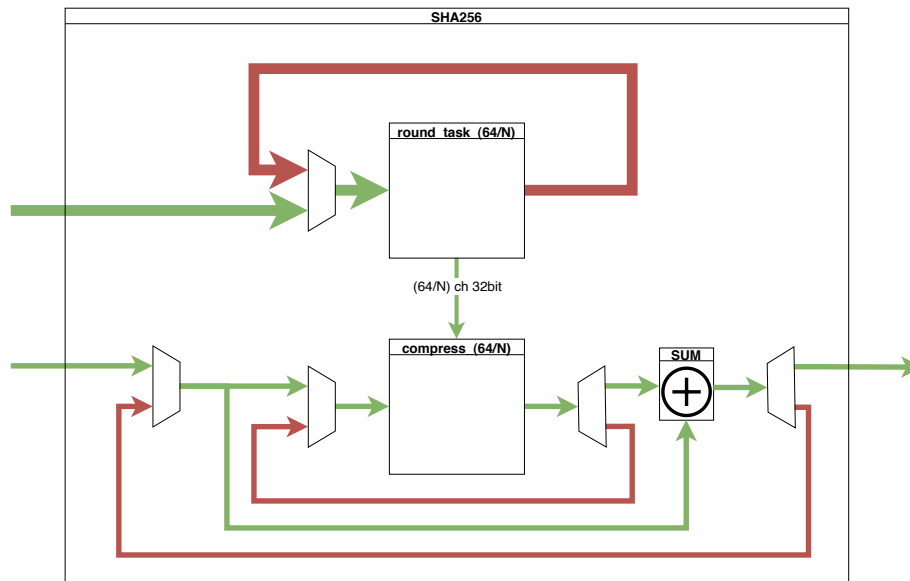 SHA256
round_task (64/N)
(64/N) ch 32bit
compress (64/N)
SUM